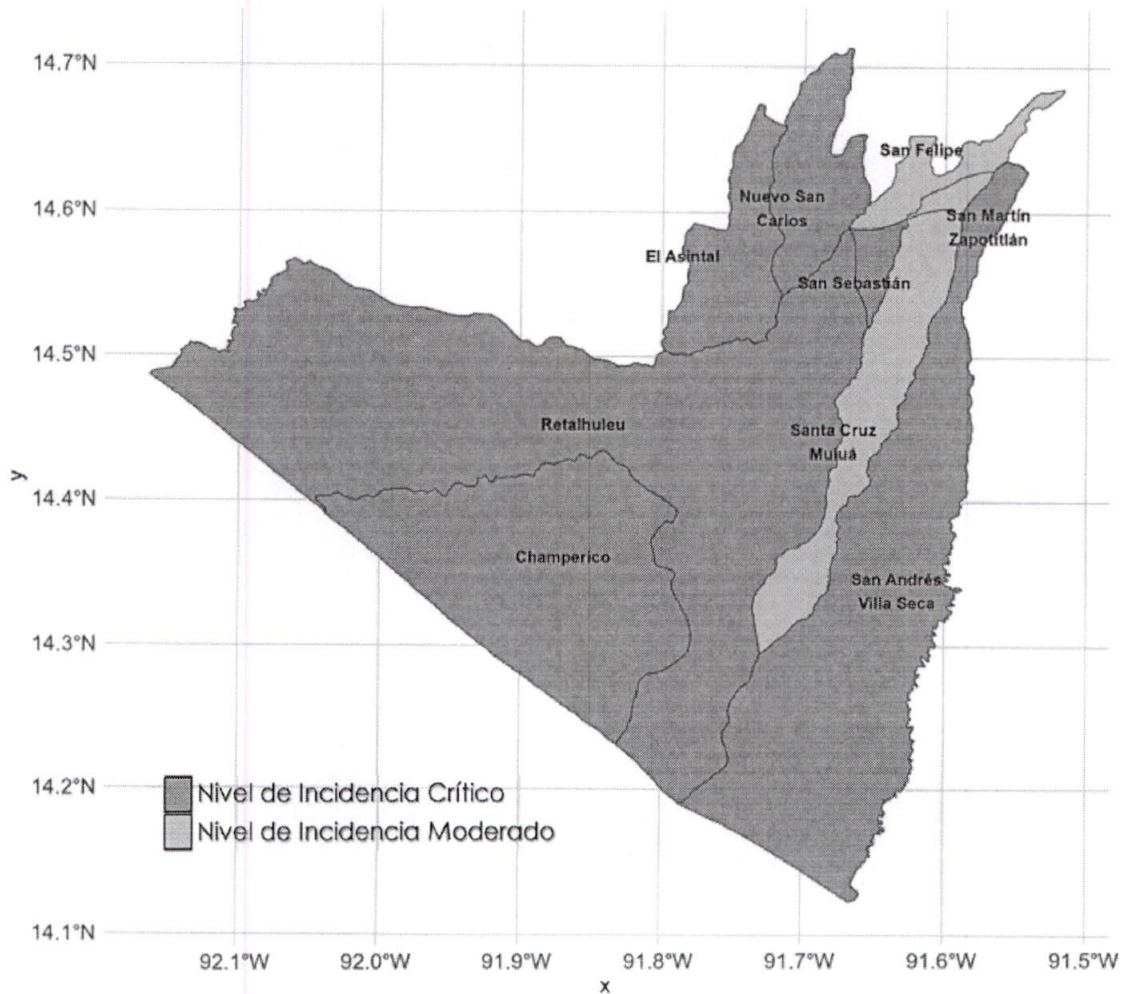 14.7°N
San Felipe
14.6°N
Nuevo San
Carlos
San Martín
Zapotitlán
El Asintal
San Sebastián
14.5°N
Retalhuleu
Santa Cruz
Muluá
y
14.4°N
Champerico
San Andrés
Villa Seca
14.3°N
14.2°N
Nivel de Incidencia Crítico
Nivel de Incidencia Moderado
14.1°N
92.1°W 92.0°W 91.9°W 91.8°W 91.7°W 91.6°W 91.5°W
x